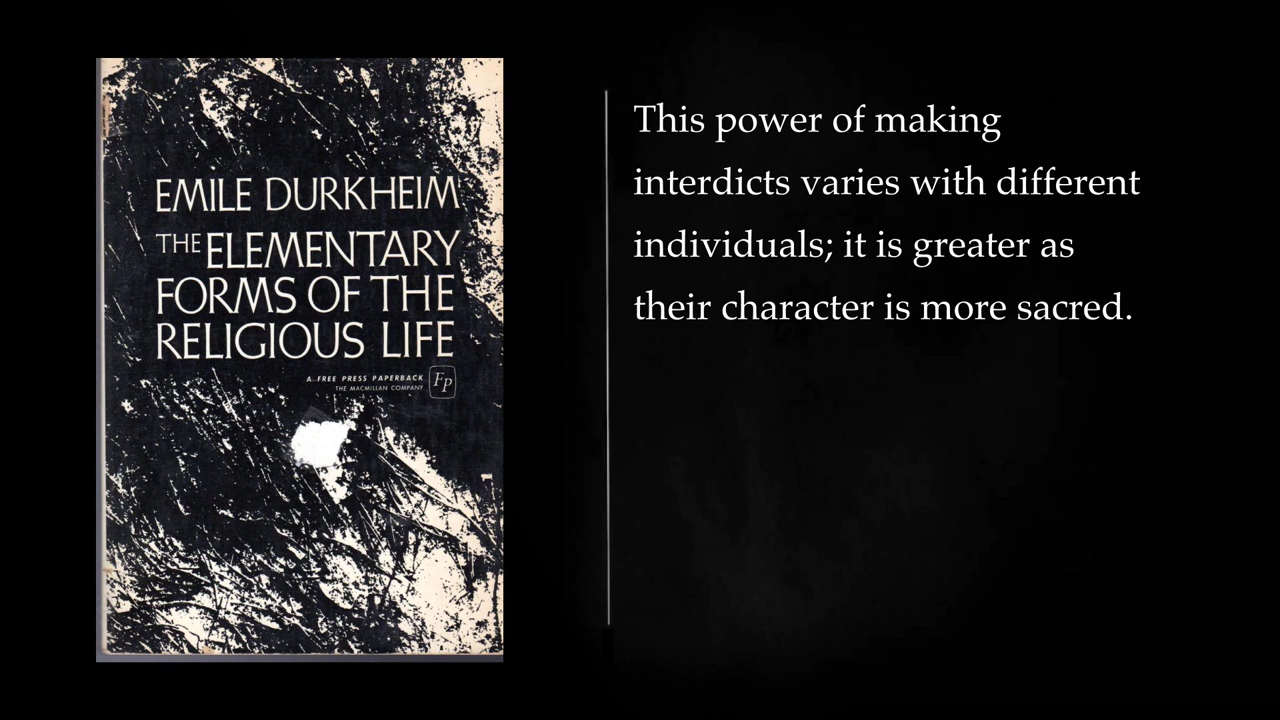 EMILE DURKHEIM
THE ELEMENTARY
FORMS OF THE
RELIGIOUS LIFE
A FREE PRESS PAPERBACK
THE MACMILLAN COMPANY
Fp
This power of making
interdicts varies with different
individuals; it is greater as
their character is more sacred.